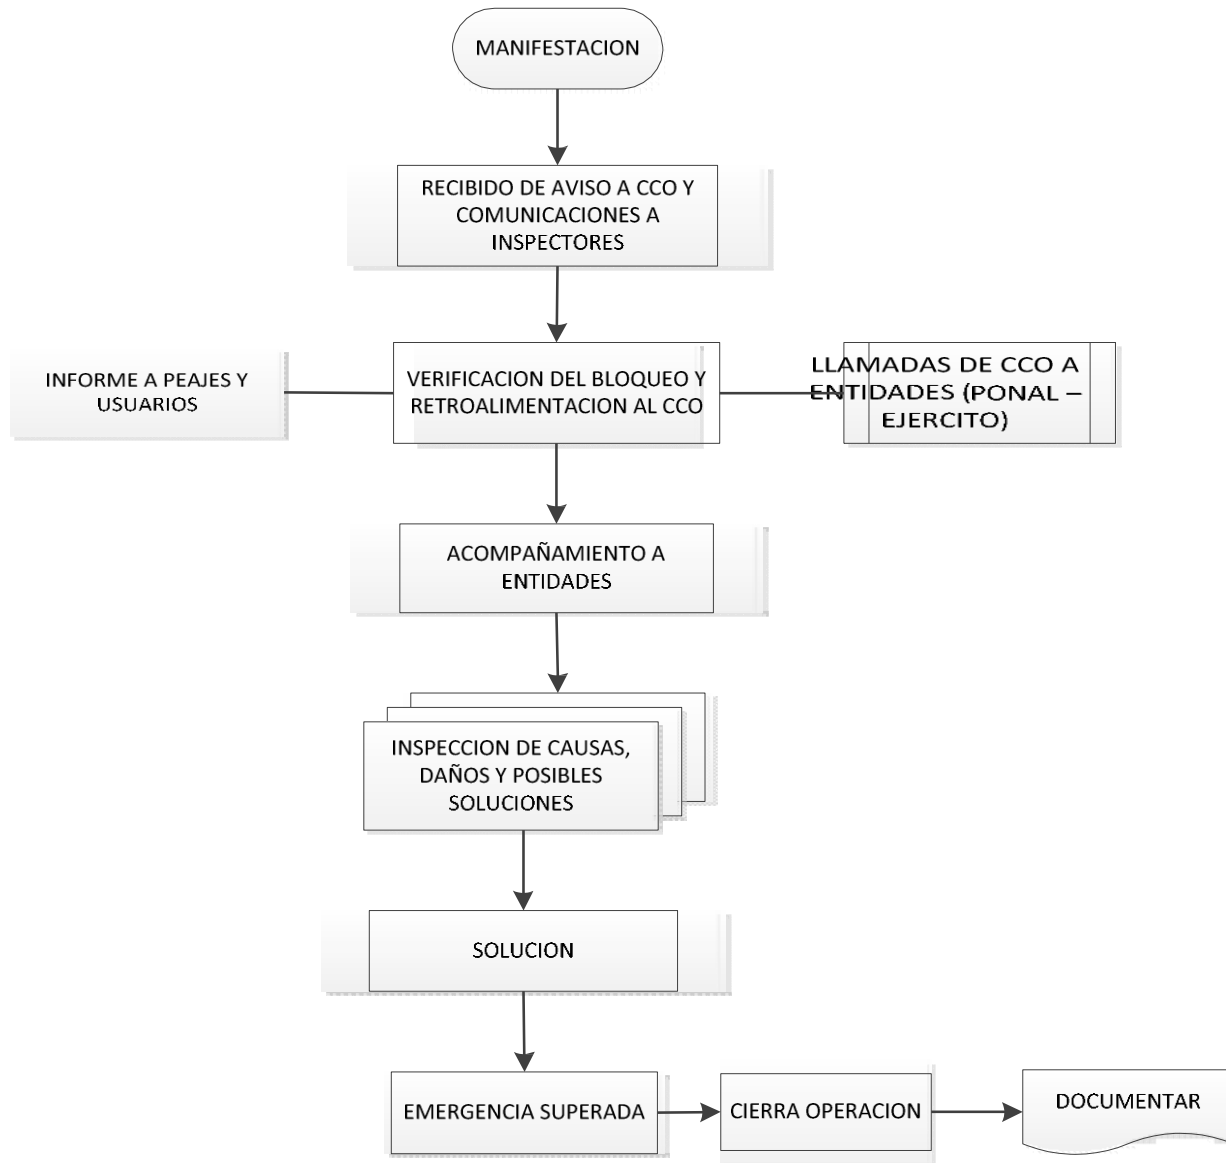 MANIFESTACION
RECIBIDO DE AVISO A CCO Y
COMUNICACIONES A
INSPECTORES
INFORME A PEAJES Y
USUARIOS
VERIFICACION DEL BLOQUEO Y
RETROALIMENTACION AL CCO
LLAMADAS DE CCO A
ENTIDADES (PONAL –
EJERCITO)
ACOMPAÑAMIENTO A
ENTIDADES
INSPECCION DE CAUSAS,
DAÑOS Y POSIBLES
SOLUCIONES
SOLUCION
EMERGENCIA SUPERADA
CIERRA OPERACION
DOCUMENTAR